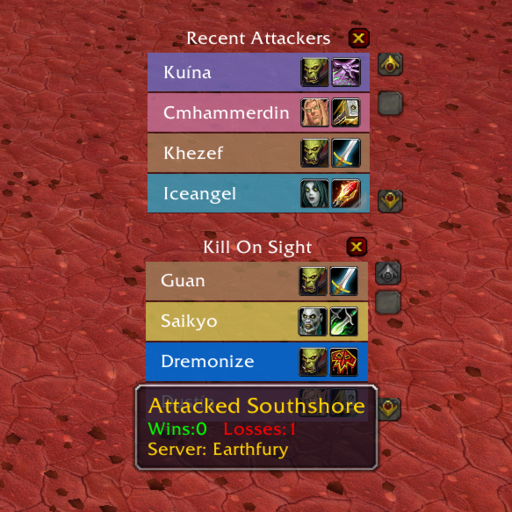 Recent Attackers
Kuína
Cmhammerdin
Khezef
Iceangel
Kill On Sight
Guan
Saikyo
Dremonize
Attacked Southshore
Wins:0 Losses:1
Server: Earthfury